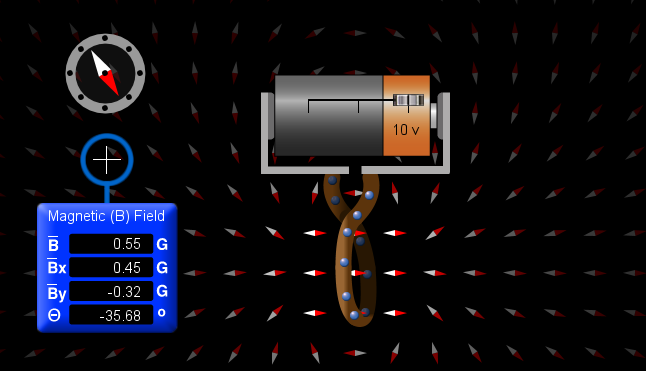 10 v
Magnetic (B) Field
B 0.55 G
Bx 0.45 G
By -0.32 G
Θ -35.68 o